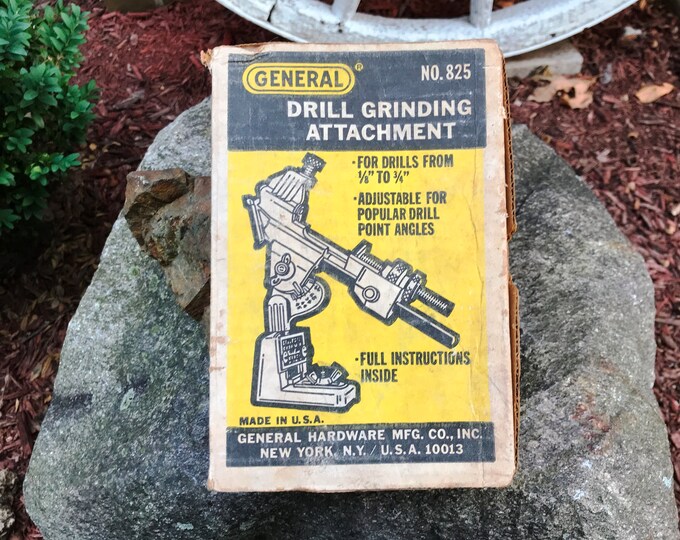 GENERAL ®
NO. 825
DRILL GRINDING
ATTACHMENT
·FOR DRILLS FROM
⅛" TO ¾"
·ADJUSTABLE FOR
POPULAR DRILL
POINT ANGLES
·FULL INSTRUCTIONS
INSIDE
MADE IN U.S.A.
GENERAL HARDWARE MFG. CO., INC.
NEW YORK, N.Y. / U.S.A. 10013